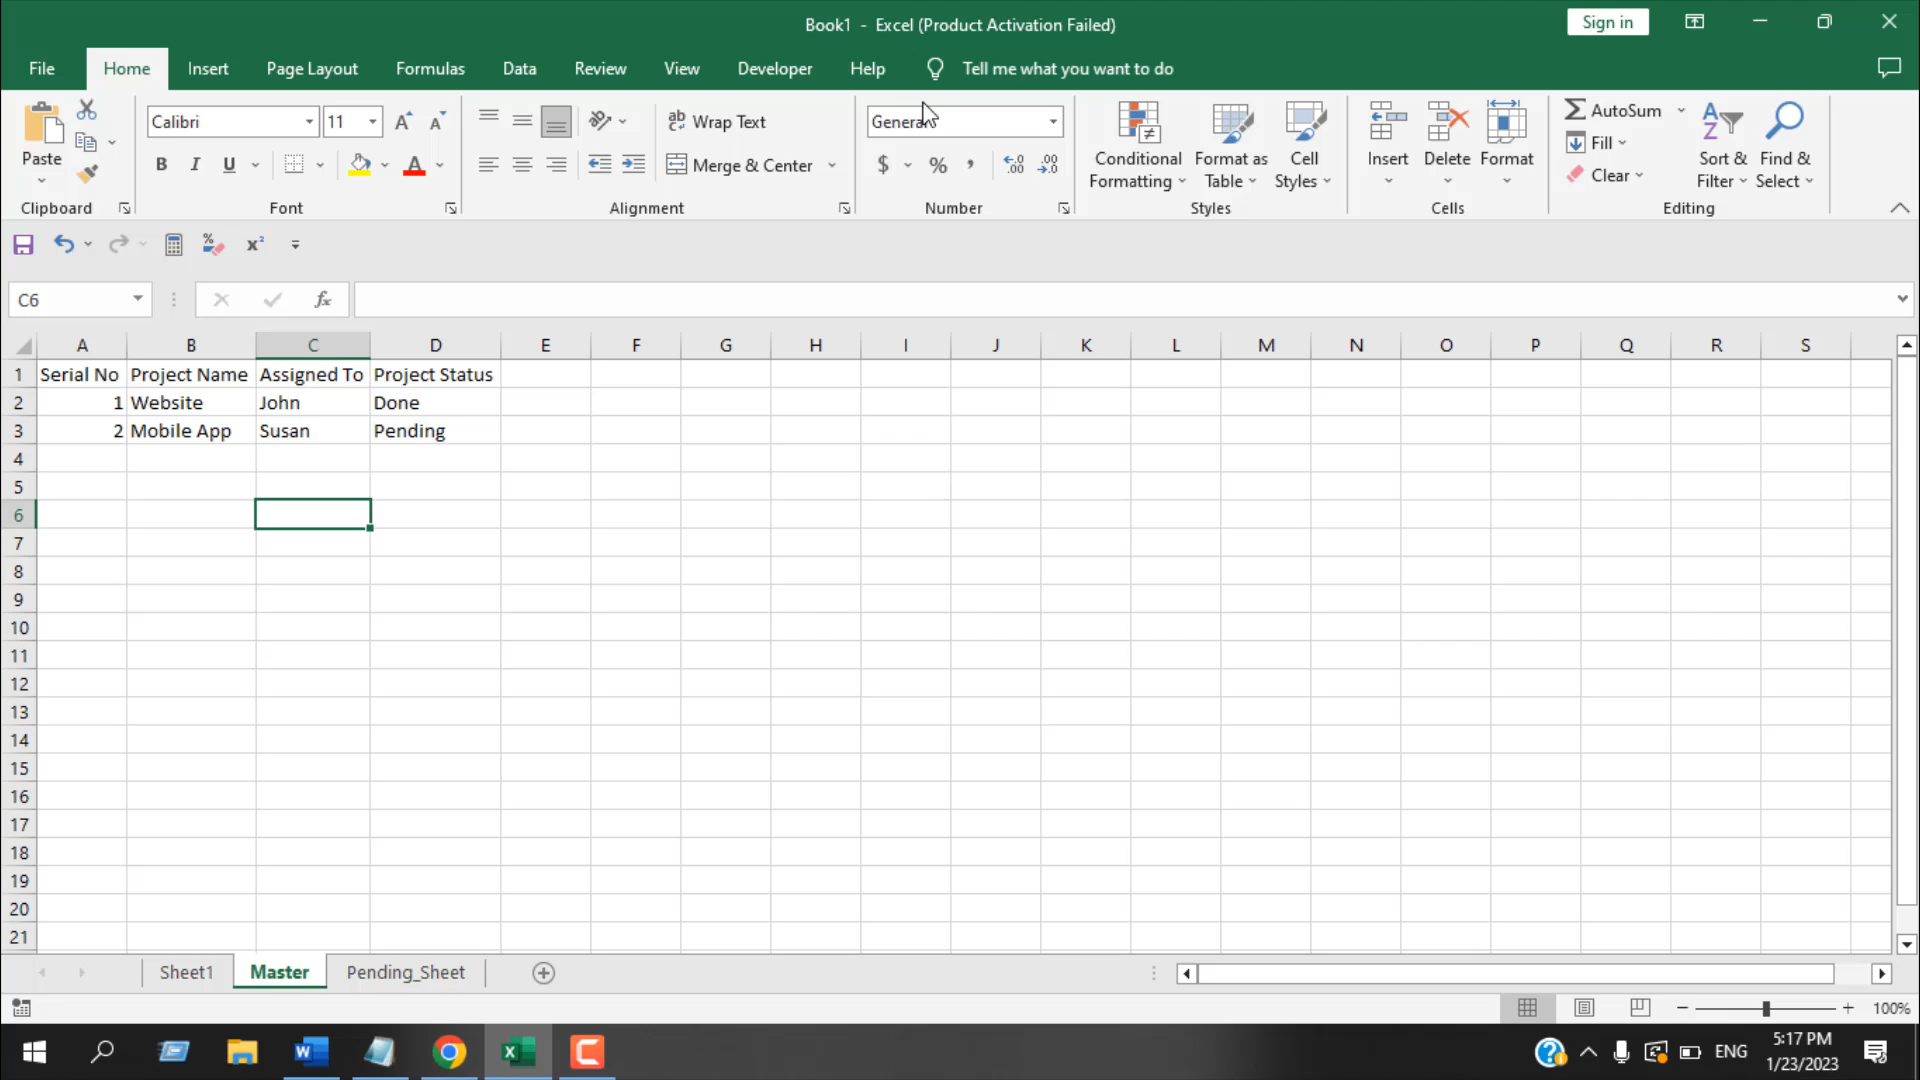 Book1 - Excel (Product Activation Failed)
Sign in
File Home Insert Page Layout Formulas Data Review View Developer Help Tell me what you want to do
Paste
Clipboard
Calibri 11
B I U A
Font
ab Wrap Text
Merge & Center
Alignment
General
$ % ,
Number
Conditional Formatting
Format as Table
Cell Styles
Styles
Insert Delete Format
Cells
AutoSum
Fill
Clear
Sort & Filter
Find & Select
Editing
C6 fx
A B C D E F G H I J K L M N O P Q R S
1 Serial No Project Name Assigned To Project Status
2 1 Website John Done
3 2 Mobile App Susan Pending
4
5
6
7
8
9
10
11
12
13
14
15
16
17
18
19
20
21
Sheet1 Master Pending_Sheet
100%
ENG
5:17 PM
1/23/2023